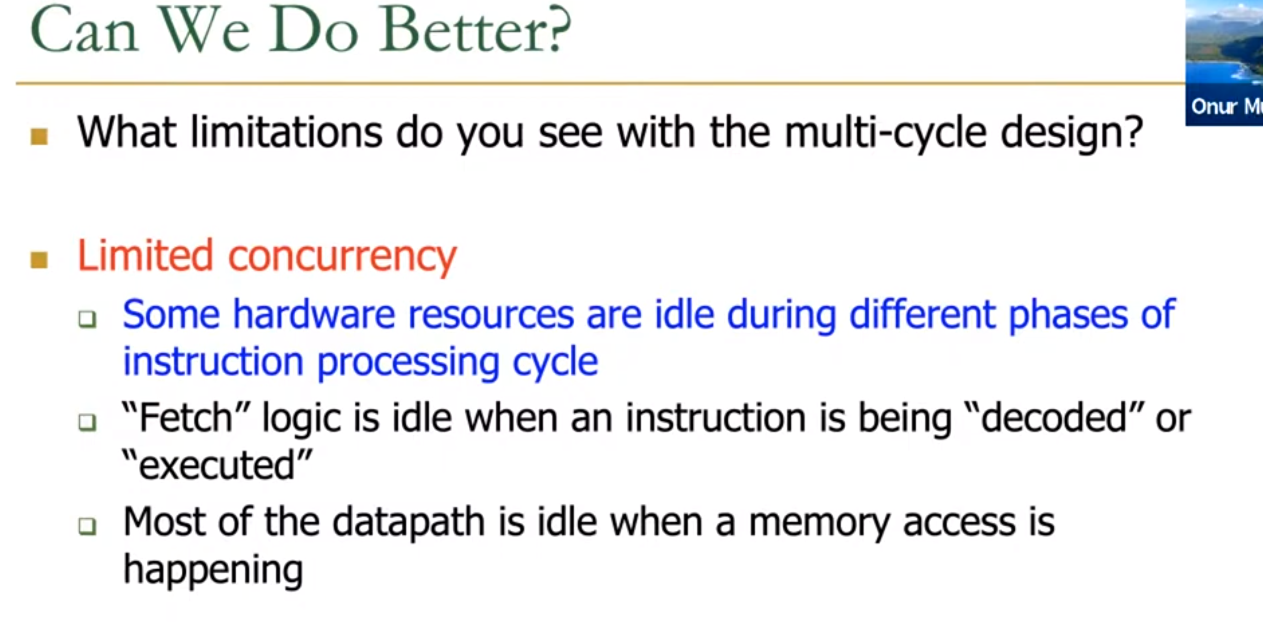 Can We Do Better?
Onur
What limitations do you see with the multi-cycle design?
Limited concurrency
Some hardware resources are idle during different phases of
instruction processing cycle
“Fetch” logic is idle when an instruction is being “decoded” or
“executed”
Most of the datapath is idle when a memory access is
happening